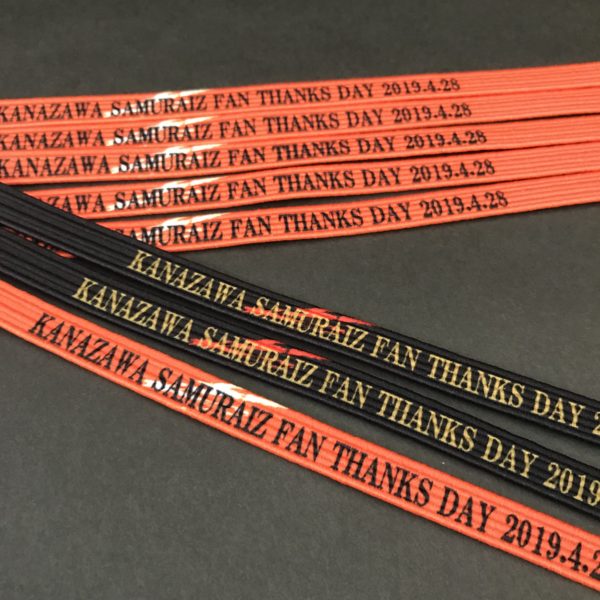 KANAZAWA SAMURAIZ FAN THANKS DAY 2019.4.28
KANAZAWA SAMURAIZ FAN THANKS DAY 2019.4.28
KANAZAWA SAMURAIZ FAN THANKS DAY 2019.4.28
SAMURAIZ FAN THANKS DAY 2019.4.28
MURAIZ FAN THANKS DAY 2019.4.28
KANAZAWA SAMURAIZ FAN THANKS DAY 2
KANAZAWA SAMURAIZ FAN THANKS DAY 2019
KANAZAWA SAMURAIZ FAN THANKS DAY 2019.4.28